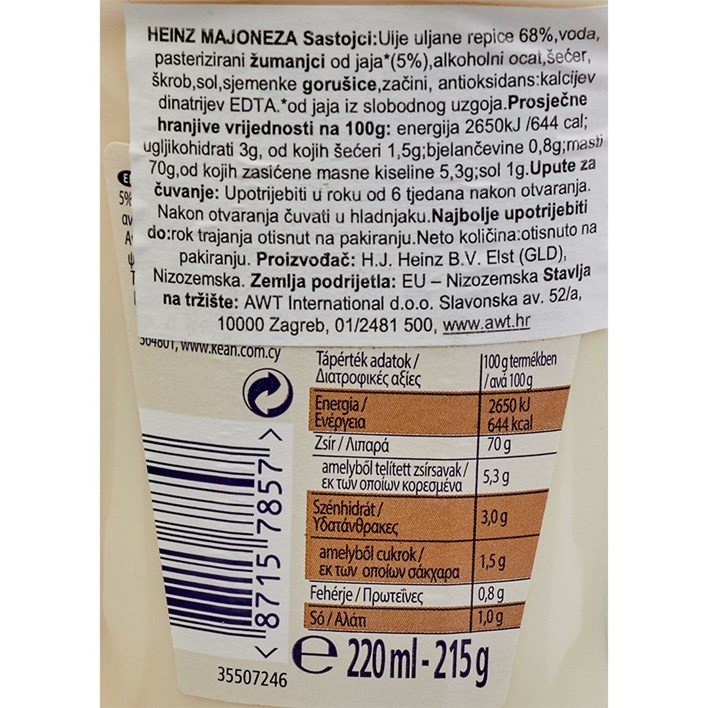 HEINZ MAJONEZA Sastojci:Ulje uljane repice 68%,voda,
pasterizirani žumanjci od jaja*(5%),alkoholni ocat,šećer,
škrob,sol,sjemenke gorušice,začini, antioksidans:kalcijev
dinatrijev EDTA.*od jaja iz slobodnog uzgoja.Prosječne
hranjive vrijednosti na 100g: energija 2650kJ /644 cal;
ugljikohidrati 3g, od kojih šećeri 1,5g;bjelančevine 0,8g;masti
70g,od kojih zasićene masne kiseline 5,3g;sol 1g.Upute za
čuvanje: Upotrijebiti u roku od 6 tjedana nakon otvaranja.
Nakon otvaranja čuvati u hladnjaku.Najbolje upotrijebiti
do:rok trajanja otisnut na pakiranju.Neto količina:otisnuto na
pakiranju. Proizvođač: H.J. Heinz B.V. Elst (GLD),
Nizozemska. Zemlja podrijetla: EU – Nizozemska Stavlja
na tržište: AWT International d.o.o. Slavonska av. 52/a,
10000 Zagreb, 01/2481 500, www.awt.hr
5%
www.kean.com.cy
Tápérték adatok / 100 g termékben
Διατροφικές αξίες / ανά 100 g
Energia / 2650 kJ
Ενέργεια 644 kcal
Zsír / Λιπαρά 70 g
amelyből telített zsírsavak / 5,3 g
εκ των οποίων κορεσμένα
Szénhidrát / 3,0 g
Υδατάνθρακες
amelyből cukrok / 1,5 g
εκ των οποίων σάκχαρα
Fehérje / Πρωτεΐνες 0,8 g
Só / Αλάτι 1,0 g
< 8715 7857 >
35507246
e 220 ml - 215 g